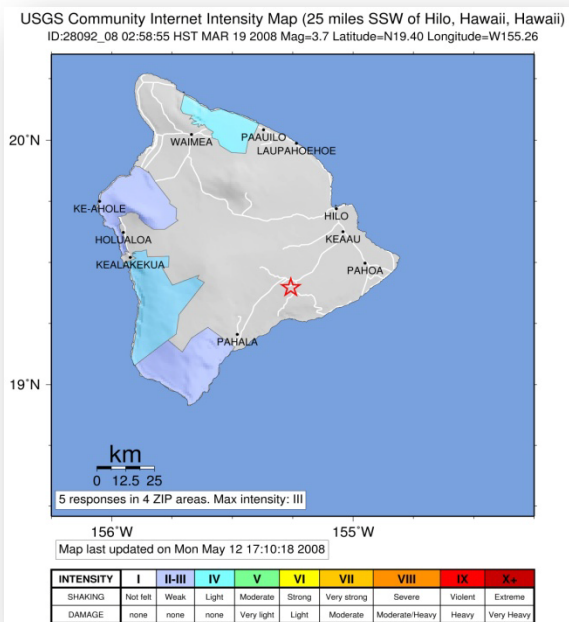 USGS Community Internet Intensity Map (25 miles SSW of Hilo, Hawaii, Hawaii)
ID:28092_08 02:58:55 HST MAR 19 2008 Mag=3.7 Latitude=N19.40 Longitude=W155.26
20°N
WAIMEA
PAAUILO
LAUPAHOEHOE
KE-AHOLE
HILO
HOLUALOA
KEAAU
KEALAKEKUA
PAHOA
PAHALA
19°N
km
0 12.5 25
5 responses in 4 ZIP areas. Max intensity: III
156°W 155°W
Map last updated on Mon May 12 17:10:18 2008
INTENSITY I II-III IV V VI VII VIII IX X+
SHAKING Not felt Weak Light Moderate Strong Very strong Severe Violent Extreme
DAMAGE none none none Very light Light Moderate Moderate/Heavy Heavy Very Heavy